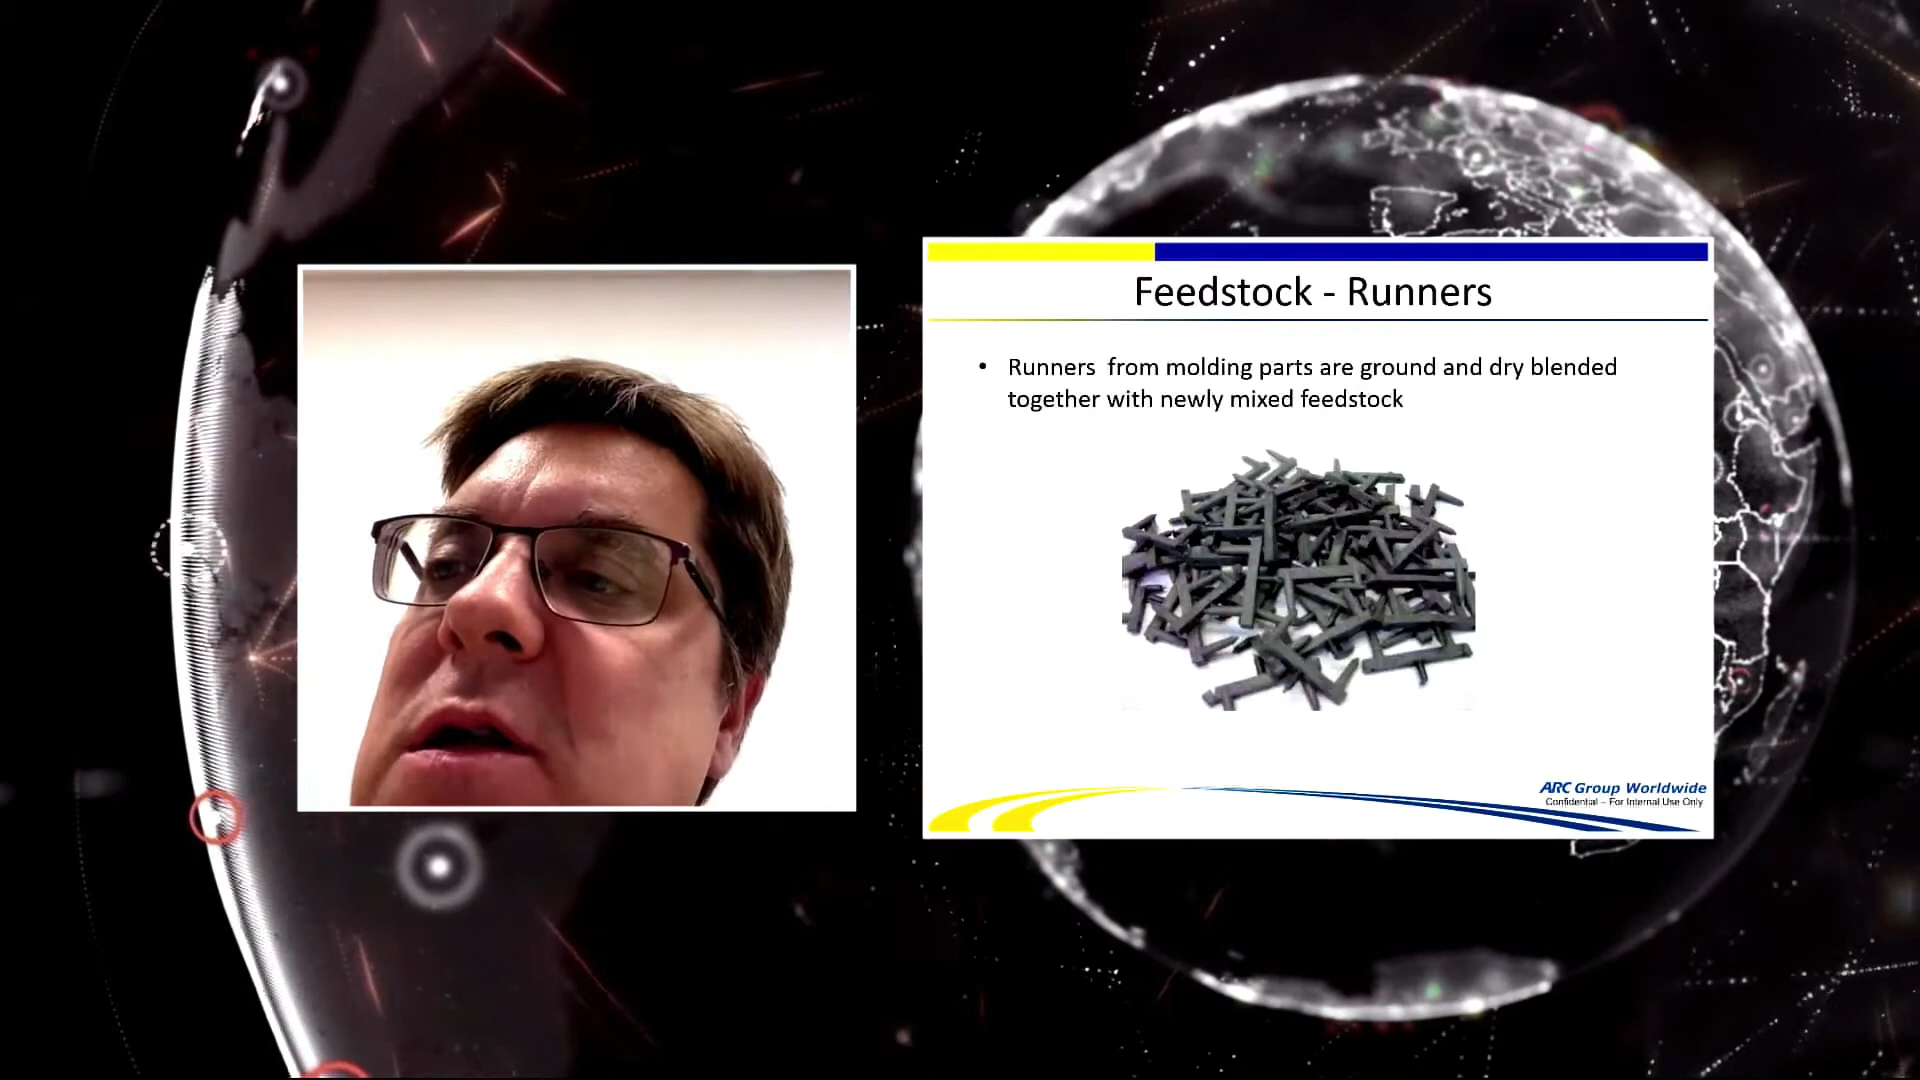 Feedstock - Runners
• Runners from molding parts are ground and dry blended
together with newly mixed feedstock
ARC Group Worldwide
Confidential – For Internal Use Only